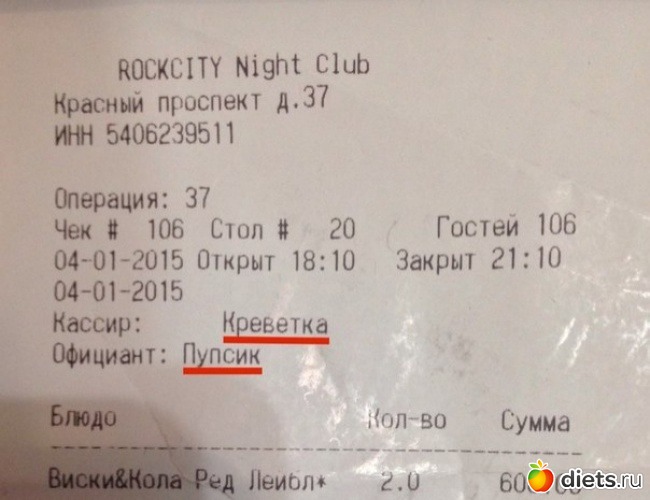 ROCKCITY Night Club
Красный проспект д.37
ИНН 5406239511
Операция: 37
Чек # 106 Стол # 20 Гостей 106
04-01-2015 Открыт 18:10 Закрыт 21:10
04-01-2015
Кассир: Креветка
Официант: Пупсик
Блюдо Кол-во Сумма
Виски&Кола Ред Лейбл* 2.0
diets.ru